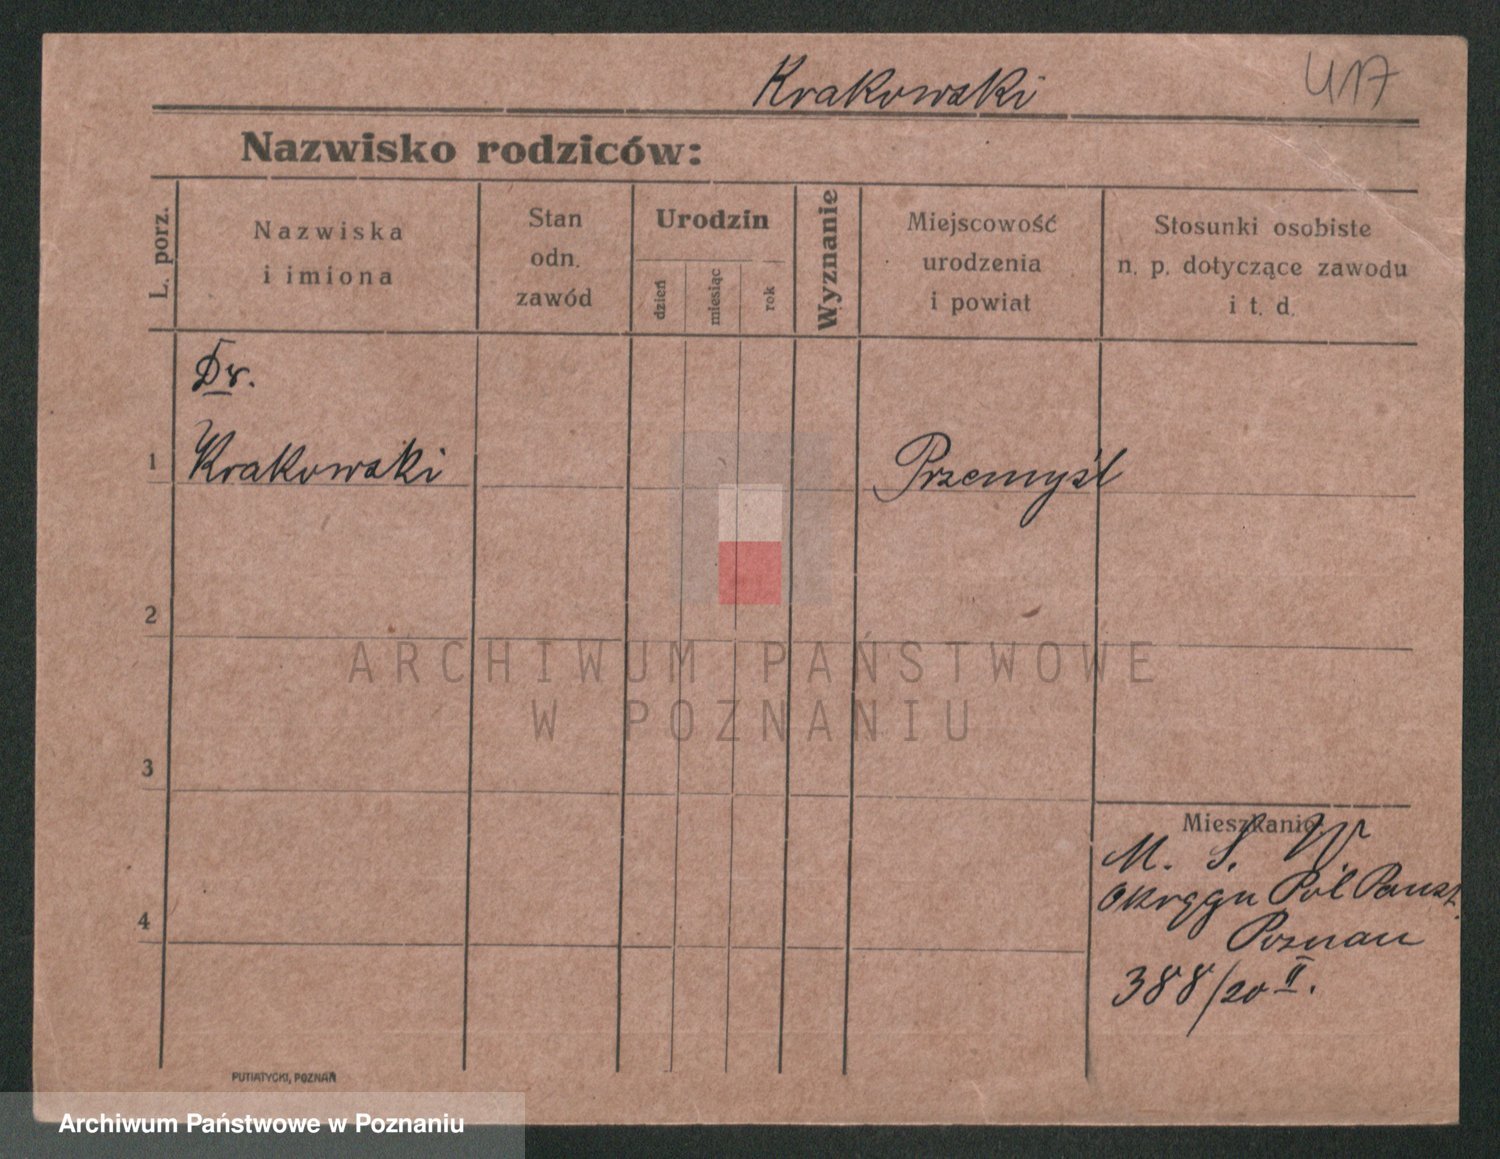 Krakowski
417
Nazwisko rodziców:
L. porz.
Nazwiska
i imiona
Stan
odn.
zawód
Urodzin
dzień
miesiąc
rok
Wyznanie
Miejscowość
urodzenia
i powiat
Stosunki osobiste
n. p. dotyczące zawodu
i t. d.
Dr.
1 Krakowski Przemyśl
2
ARCHIWUM PAŃSTWOWE
W POZNANIU
3
Mieszkanie
M. S. W
Okręgu Pol Panst.
4
Poznan
388/20 II.
PUTIATYCKI, POZNAŃ
Archiwum Państwowe w Poznaniu